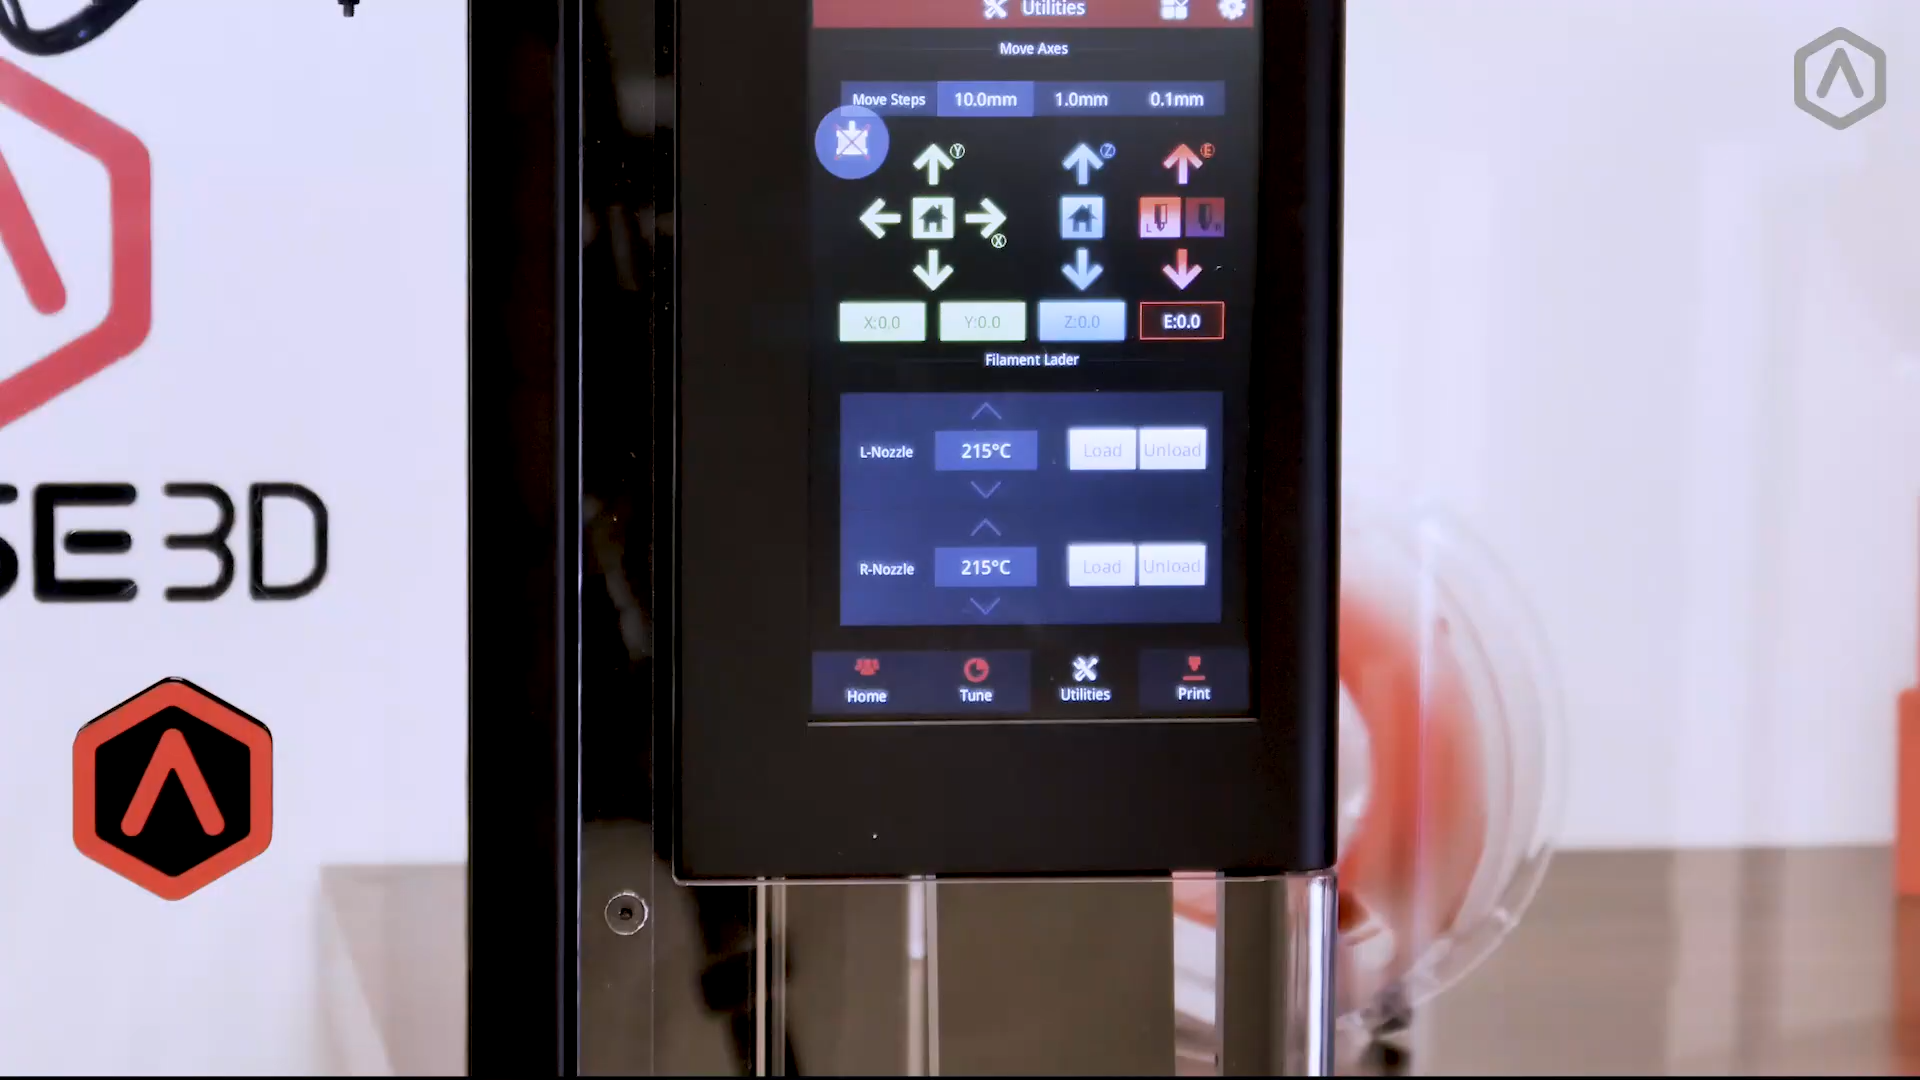 Utilities
Move Axes
Move Steps 10.0mm 1.0mm 0.1mm
Y
Z
E
X
L
R
X:0.0 Y:0.0 Z:0.0 E:0.0
Filament Lader
L-Nozzle 215°C Load Unload
R-Nozzle 215°C Load Unload
Home Tune Utilities Print
SE3D